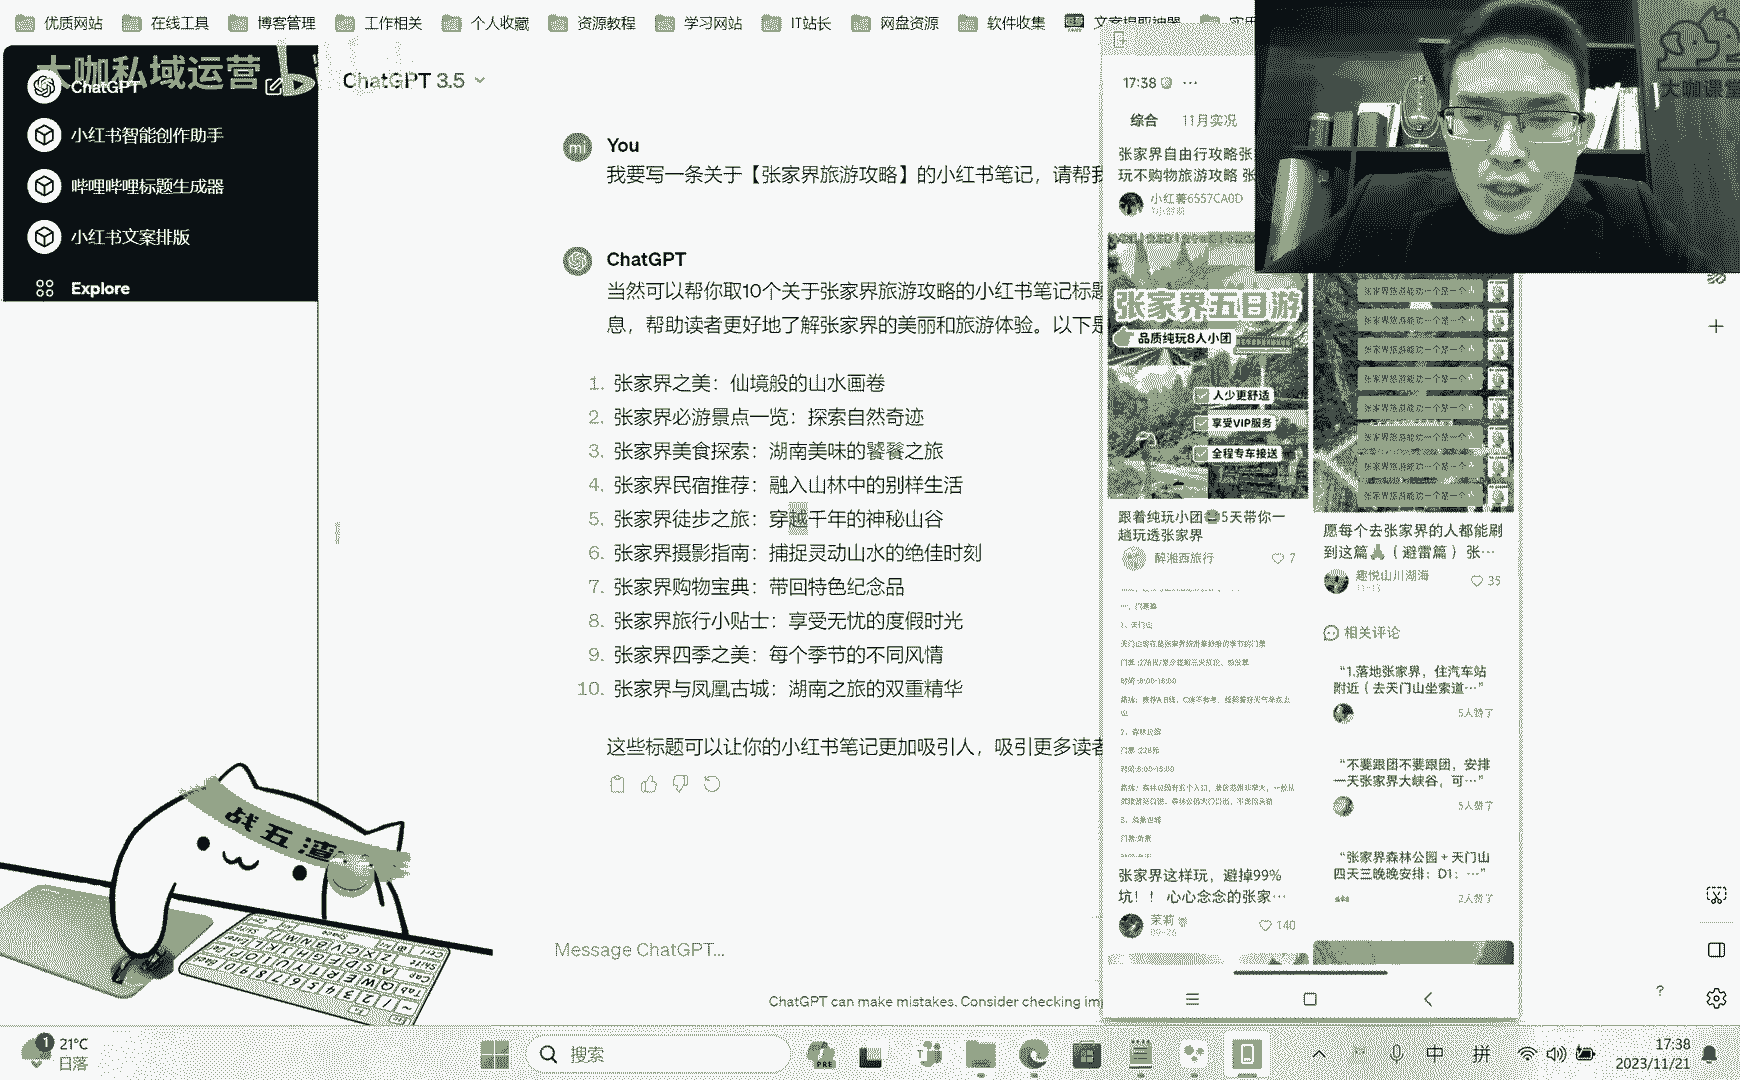 优质网站
在线工具
博客管理
工作相关
个人收藏
资源教程
学习网站
IT站长
网盘资源
软件收集
文案提取神器
大咖私域运营
ChatGPT
小红书智能创作助手
哔哩哔哩标题生成器
小红书文案排版
Explore
ChatGPT 3.5
You
我要写一条关于【张家界旅游攻略】的小红书笔记，请帮我
ChatGPT
当然可以帮你取10个关于张家界旅游攻略的小红书笔记标题
息，帮助读者更好地了解张家界的美丽和旅游体验。以下是
1. 张家界之美：仙境般的山水画卷
2. 张家界必游景点一览：探索自然奇迹
3. 张家界美食探索：湖南美味的饕餮之旅
4. 张家界民宿推荐：融入山林中的别样生活
5. 张家界徒步之旅：穿越千年的神秘山谷
6. 张家界摄影指南：捕捉灵动山水的绝佳时刻
7. 张家界购物宝典：带回特色纪念品
8. 张家界旅行小贴士：享受无忧的度假时光
9. 张家界四季之美：每个季节的不同风情
10. 张家界与凤凰古城：湖南之旅的双重精华
这些标题可以让你的小红书笔记更加吸引人，吸引更多读者
Message ChatGPT...
ChatGPT can make mistakes. Consider checking im
战五渣
17:38
综合 11月实况
张家界自由行攻略张
玩不购物旅游攻略 张
小红薯6557CA0D
张家界五日游
品质纯玩8人小团
人少更舒适
享受VIP服务
全程专车接送
跟着纯玩小团😄5天带你一
趟玩透张家界
醉湘西旅行 7
愿每个去张家界的人都能刷
到这篇🙏（避雷篇）张…
趣悦山川湖海 35
11-13
相关评论
“1.落地张家界，住汽车站
附近（去天门山坐索道…”
5人赞了
“不要跟团不要跟团，安排
一天张家界大峡谷，可…”
5人赞了
“张家界森林公园+天门山
四天三晚晚安排：D1：…”
2人赞了
张家界这样玩，避掉99%
坑！！ 心心念念的张家…
茉莉
09-26
140
大咖课堂
21°C
日落
搜索
中
拼
17:38
2023/11/21